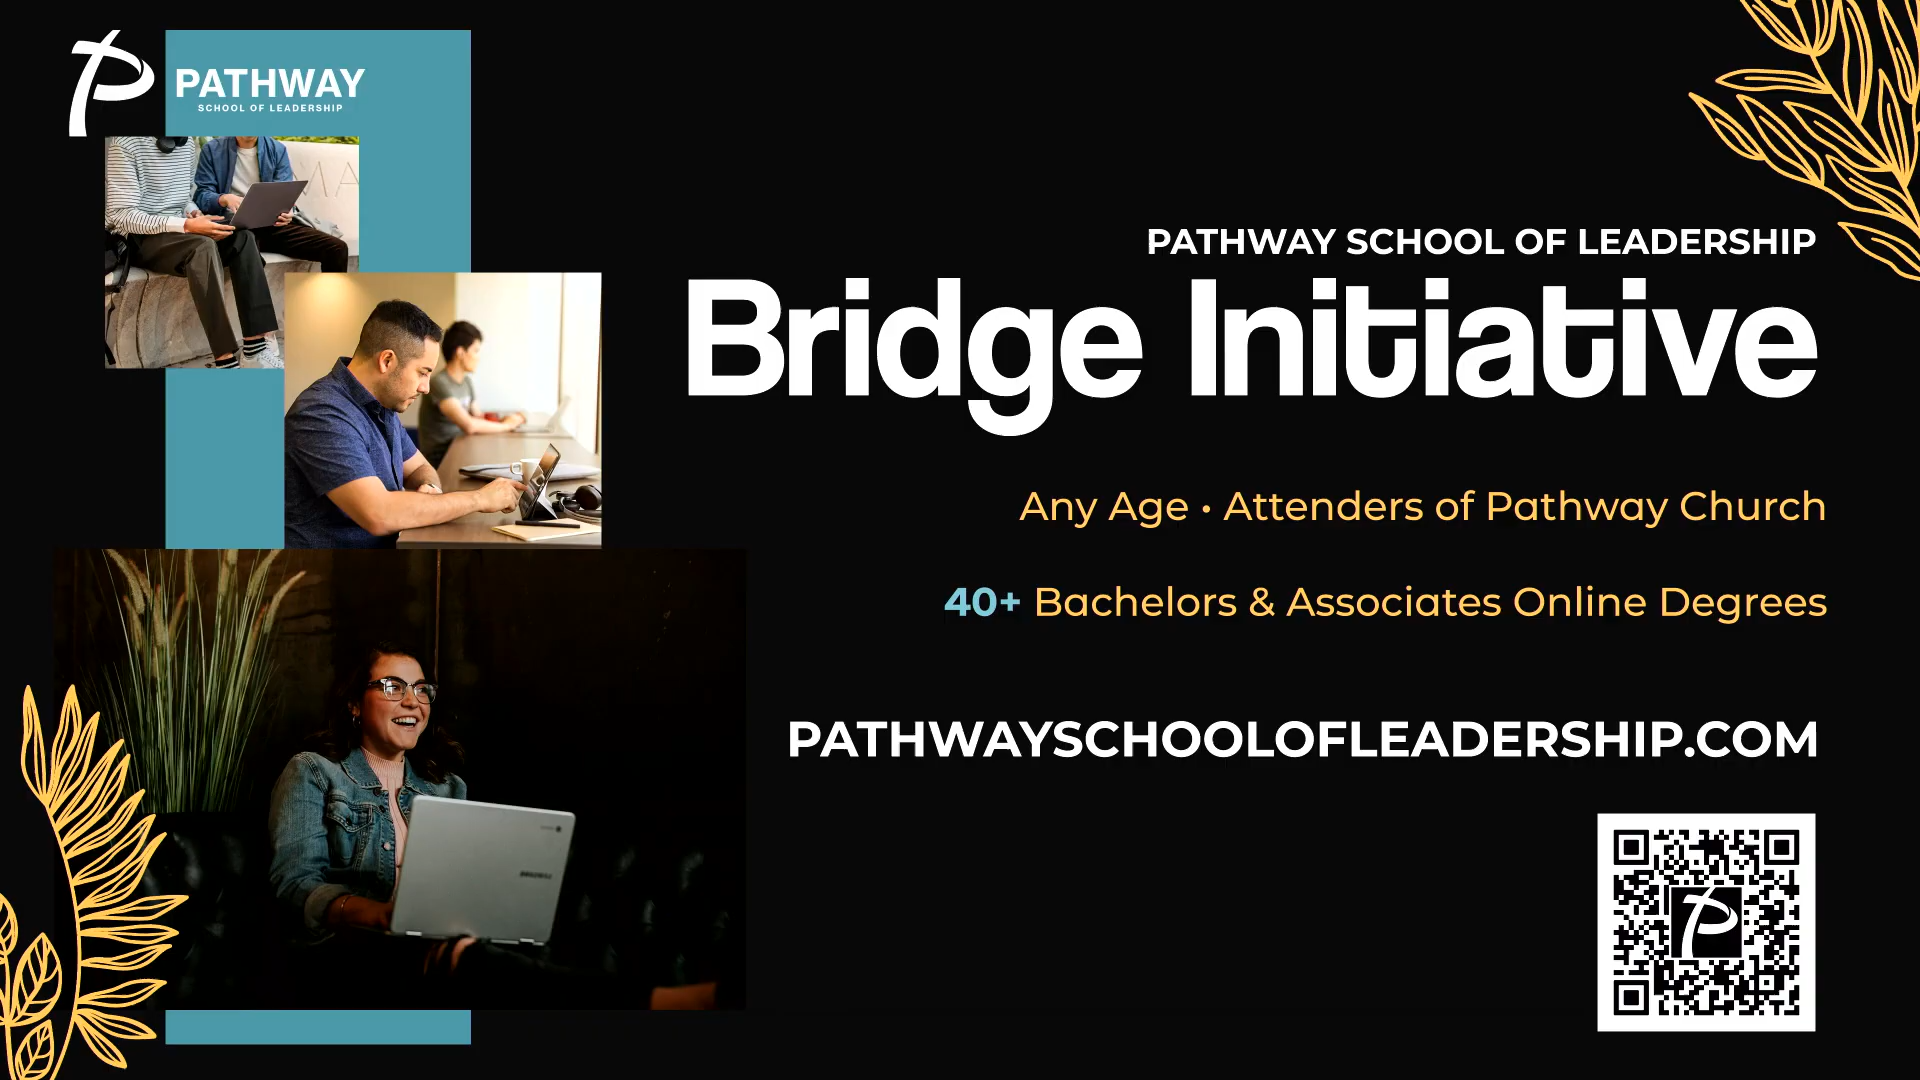 PATHWAY
SCHOOL OF LEADERSHIP
PATHWAY SCHOOL OF LEADERSHIP
Bridge Initiative
Any Age • Attenders of Pathway Church
40+ Bachelors & Associates Online Degrees
PATHWAYSCHOOLOFLEADERSHIP.COM